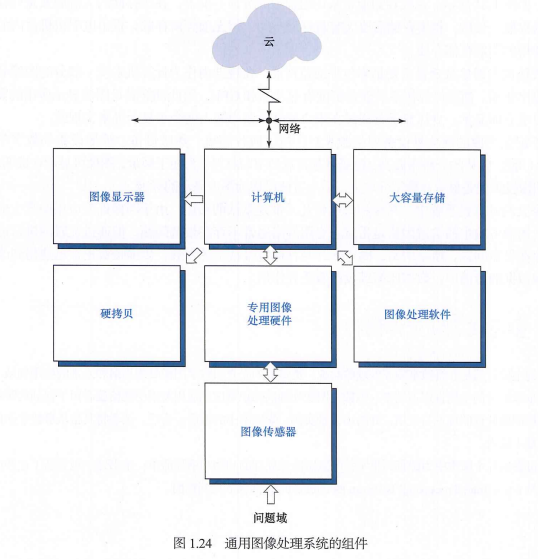 云
网络
图像显示器
计算机
大容量存储
硬拷贝
专用图像
处理硬件
图像处理软件
图像传感器
问题域
图 1.24 通用图像处理系统的组件